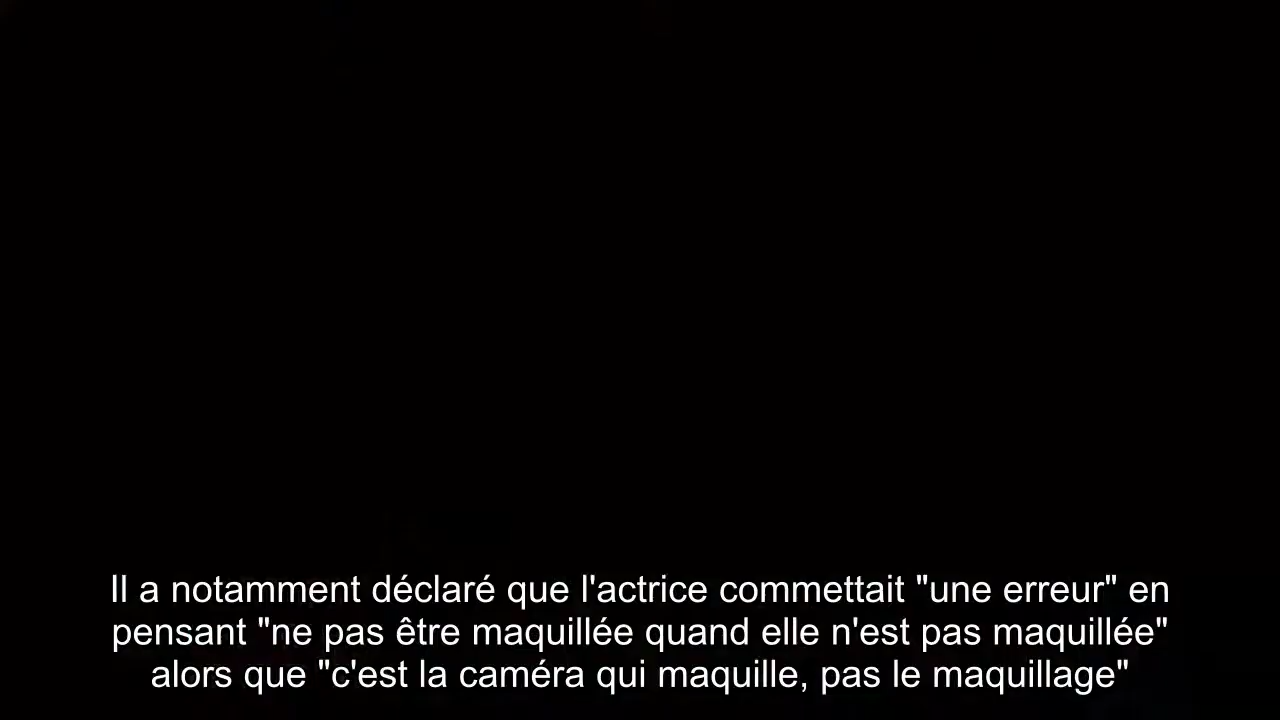 Il a notamment déclaré que l'actrice commettait "une erreur" en
pensant "ne pas être maquillée quand elle n'est pas maquillée"
alors que "c'est la caméra qui maquille, pas le maquillage"